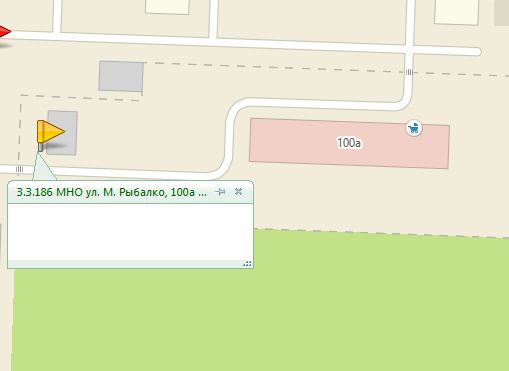 100а
3.3.186 МНО ул. М. Рыбалко, 100а ...